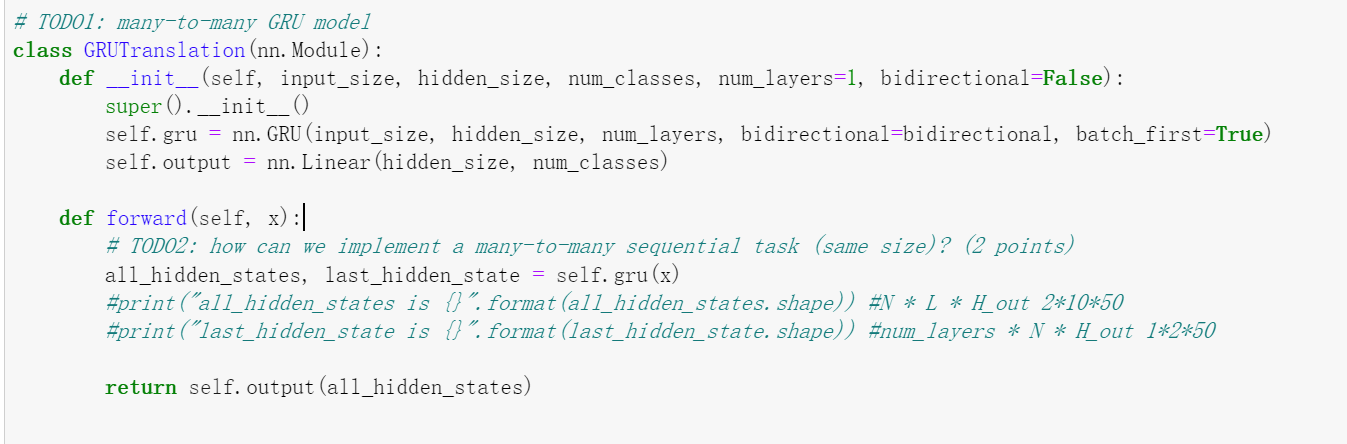 # TODO1: many-to-many GRU model
class GRUTranslation(nn.Module):
    def __init__(self, input_size, hidden_size, num_classes, num_layers=1, bidirectional=False):
        super().__init__()
        self.gru = nn.GRU(input_size, hidden_size, num_layers, bidirectional=bidirectional, batch_first=True)
        self.output = nn.Linear(hidden_size, num_classes)
    def forward(self, x):
        # TODO2: how can we implement a many-to-many sequential task (same size)? (2 points)
        all_hidden_states, last_hidden_state = self.gru(x)
        #print("all_hidden_states is {}".format(all_hidden_states.shape)) #N * L * H_out 2*10*50
        #print("last_hidden_state is {}".format(last_hidden_state.shape)) #num_layers * N * H_out 1*2*50
        return self.output(all_hidden_states)